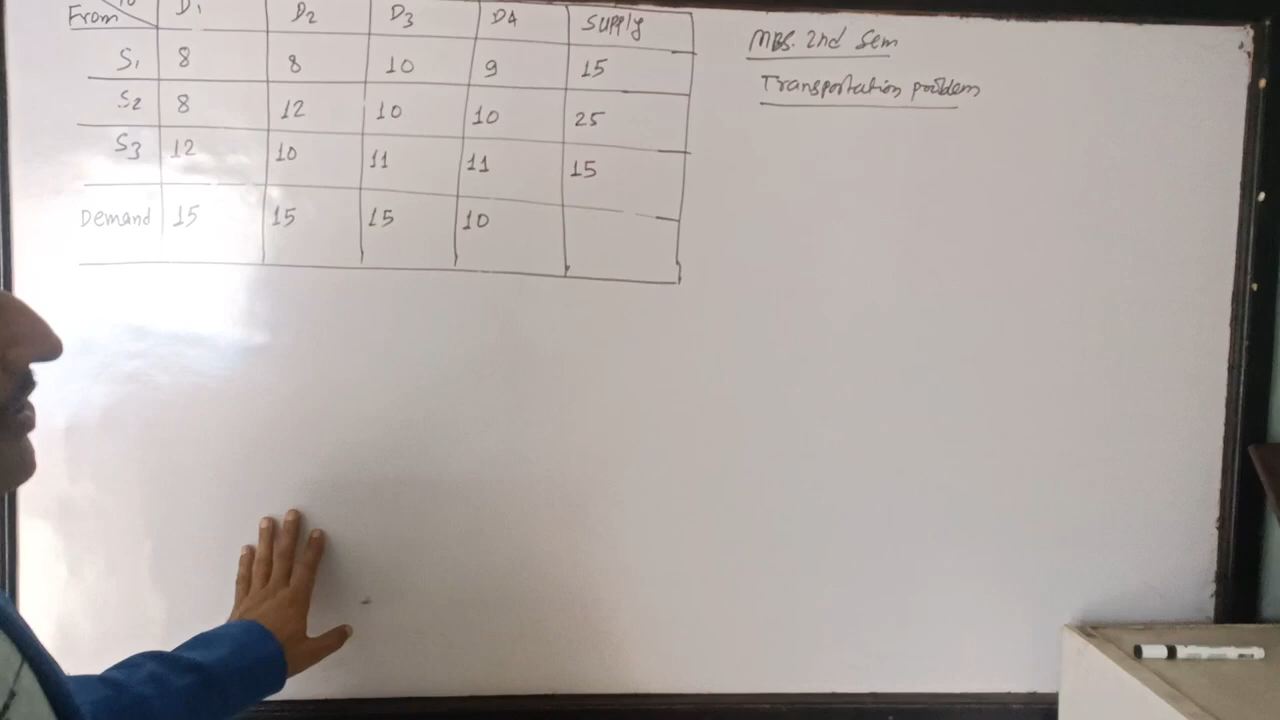 From To D1 D2 D3 D4 Supply
S1 8 8 10 9 15
S2 8 12 10 10 25
S3 12 10 11 11 15
Demand 15 15 15 10
MBS. 2nd Sem
Transportation problem